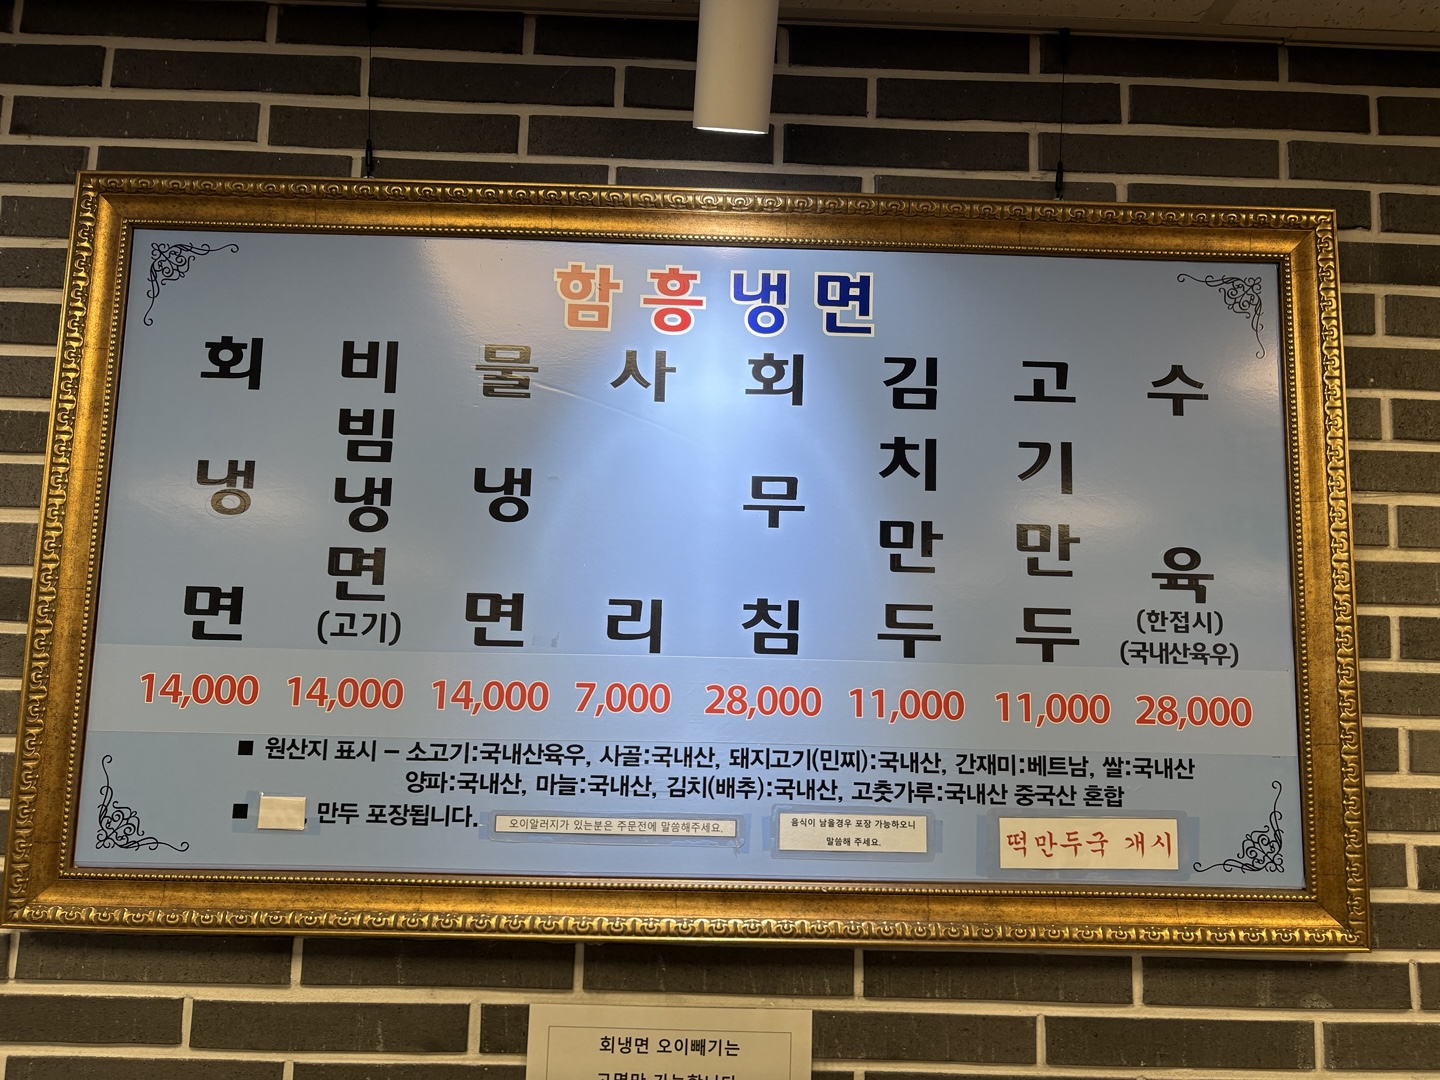 함흥냉면
회냉면
비빔냉면
(고기)
물냉면
사리
회무침
김치만두
고기만두
수육
(한접시)
(국내산육우)
14,000 14,000 14,000 7,000 28,000 11,000 11,000 28,000
■ 원산지 표시 – 소고기:국내산육우, 사골:국내산, 돼지고기(민찌):국내산, 간재미:베트남, 쌀:국내산
양파:국내산, 마늘:국내산, 김치(배추):국내산, 고춧가루:국내산 중국산 혼합
■ , 만두 포장됩니다.
오이알러지가 있는분은 주문전에 말씀해주세요.
음식이 남을경우 포장 가능하오니
말씀해 주세요.
떡만두국 개시
회냉면 오이빼기는